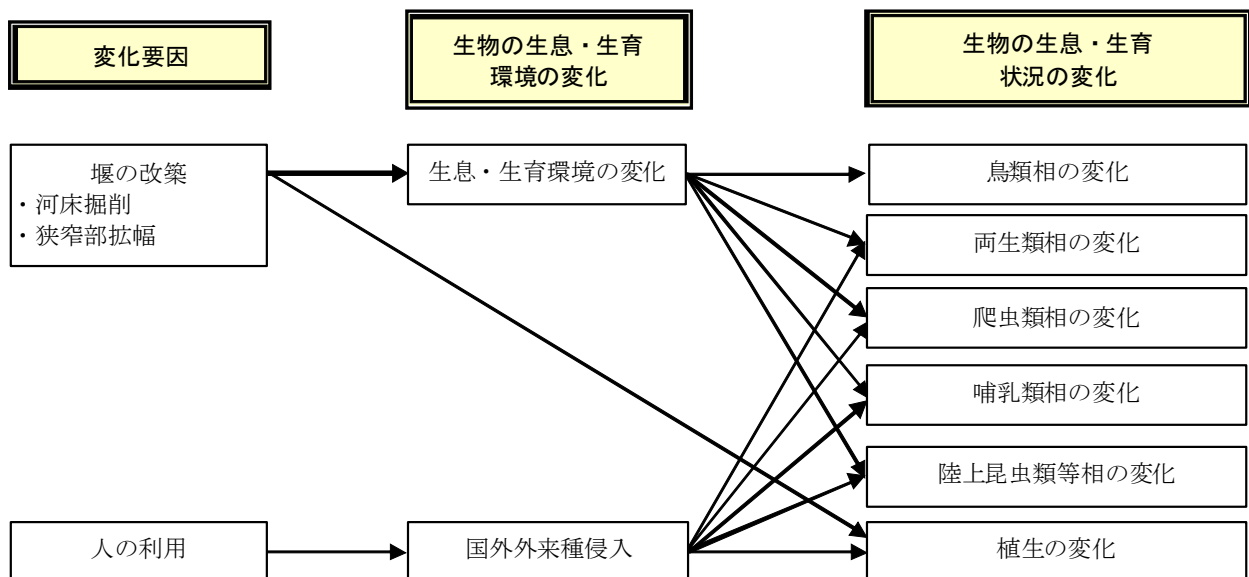 変化要因
生物の生息・生育
環境の変化
生物の生息・生育
状況の変化
堰の改築
・河床掘削
・狭窄部拡幅
生息・生育環境の変化
鳥類相の変化
両生類相の変化
爬虫類相の変化
哺乳類相の変化
陸上昆虫類等相の変化
人の利用
国外外来種侵入
植生の変化